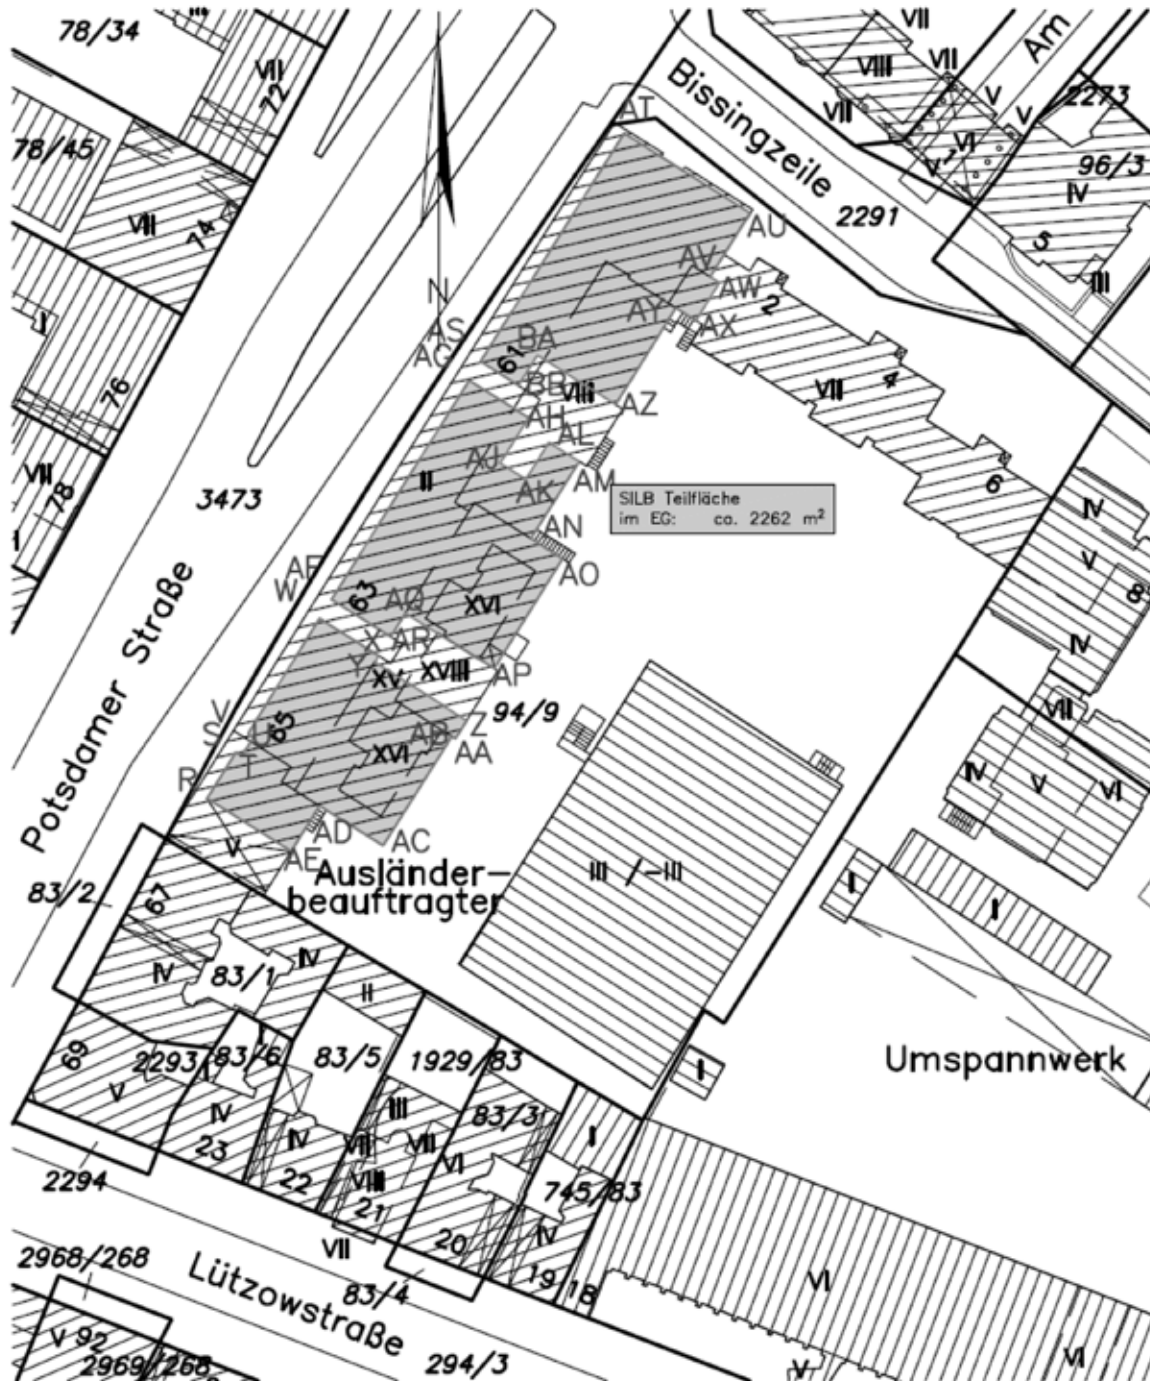 78/34
VII
72
78/45
VII
74
I
76
VII
78
I
3473
Potsdamer Straße
N
AS
AG
AT
Bissingzeile
2291
VII
VIII
VII
VII
V
V
VI
V
1
Am
2273
96/3
IV
5
III
AU
AV
AW
AY
AX
2
BA
61
BB
VIII
AH
AZ
AL
AJ
AK
AM
II
VII
4
6
SILB Teilfläche
im EG: ca. 2262 m²
AN
AO
AF
W
63
AQ
XVI
X
AR
Y
XV
XVIII
AP
94/9
V
S
U
65
AB
Z
AA
XVI
T
R
AD
AC
AE
V
Ausländer-
beauftragter
III /-III
IV
V
8
IV
VII
IV
V
VI
I
I
83/2
67
IV
IV
83/1
II
69
2293
83/6
83/5
1929/83
I
Umspannwerk
V
IV
23
IV
22
III
VII
VII
VIII
21
VI
83/3
I
745/83
20
IV
19
18
2294
VII
2968/268
Lützowstraße
83/4
VI
V 92
2969/268
294/3
V
VI